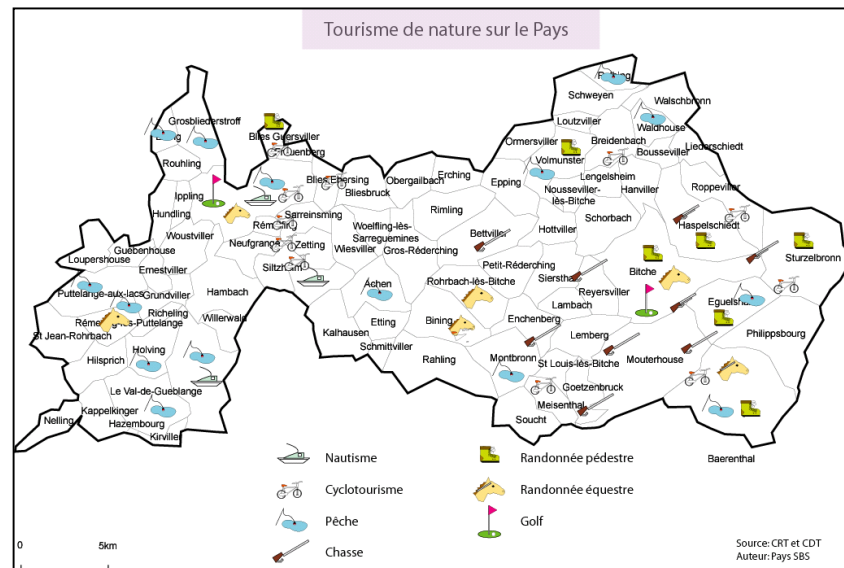 Tourisme de nature sur le Pays
Schweyen
Walschbronn
Loutzviller
Waldhouse
Grosbliederstroff
Blies Guersviller
Ormersviller
Breidenbach
Bousseviller
Liederschiedt
Rouhling
Volmunster
Lengelsheim
Blies Ebersing
Bliesbruck
Obergailbach
Erching
Epping
Nousseviller-
lès-Bitche
Hanviller
Roppeviller
Ippling
Hundling
Sarreinsming
Rimling
Schorbach
Haspelschiedt
Woustviller
Neufgrange
Zetting
Woelfling-lès-
Sarreguemines
Wiesviller
Gros-Réderching
Bettviller
Hottviller
Sturzelbronn
Guebenhouse
Loupershouse
Ernestviller
Siltzheim
Petit-Réderching
Siersthal
Bitche
Puttelange-aux-lacs
Grundviller
Hambach
Achen
Rohrbach-lès-Bitche
Reyersviller
Lambach
Richeling
Willerwald
St Jean-Rohrbach
Etting
Kalhausen
Bining
Enchenberg
Lemberg
Philippsbourg
Hilsprich
Holving
Schmittviller
Rahling
Montbronn
St Louis-lès-Bitche
Mouterhouse
Le Val-de-Gueblange
Goetzenbruck
Meisenthal
Kappelkinger
Nelling
Hazembourg
Kirviller
Soucht
Baerenthal
Nautisme
Randonnée pédestre
Cyclotourisme
Randonnée équestre
Pêche
Golf
Chasse
0 5km
Source: CRT et CDT
Auteur: Pays SBS